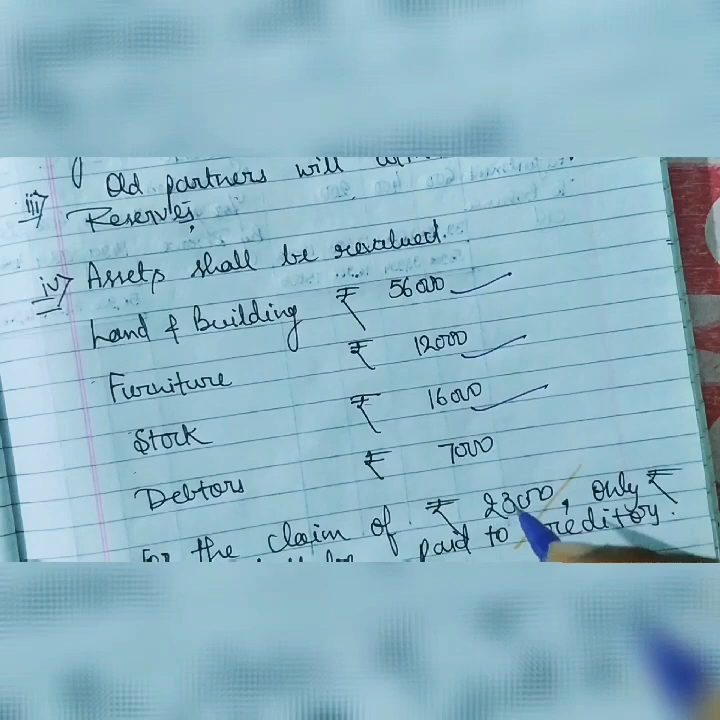 iii) Old partners will
Reserves,
iv) Assets shall be revalued.
Land & Building ₹ 56000
Furniture ₹ 12000
Stock ₹ 16000
Debtors ₹ 7000
For the claim of ₹ 2300, only ₹
paid to creditors.